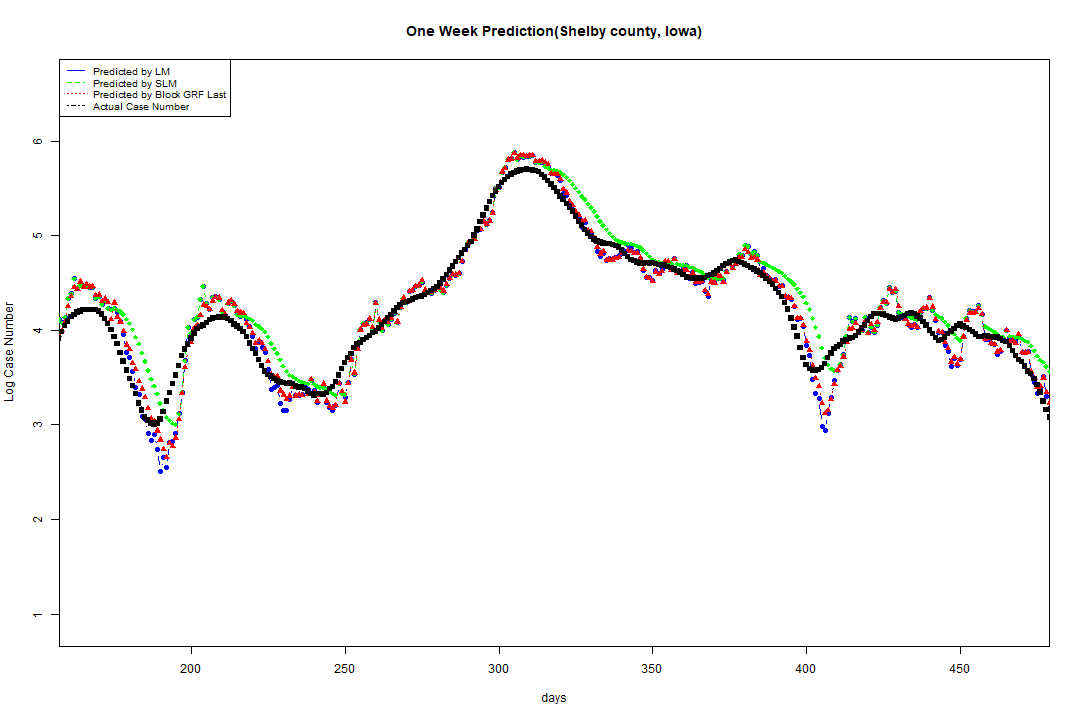 One Week Prediction(Shelby county, Iowa)
Predicted by LM
Predicted by SLM
Predicted by Block GRF Last
Actual Case Number
Log Case Number
6
5
4
3
2
1
200 250 300 350 400 450
days